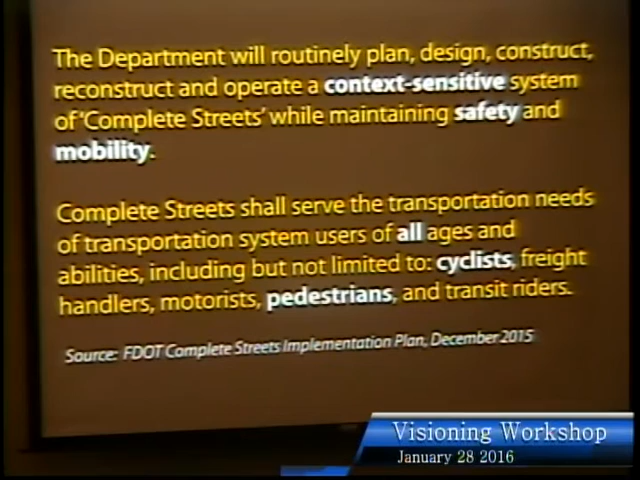 The Department will routinely plan, design, construct,
reconstruct and operate a context-sensitive system
of 'Complete Streets' while maintaining safety and
mobility.
Complete Streets shall serve the transportation needs
of transportation system users of all ages and
abilities, including but not limited to: cyclists, freight
handlers, motorists, pedestrians, and transit riders.
Source: FDOT Complete Streets Implementation Plan, December 2015
Visioning Workshop
January 28 2016